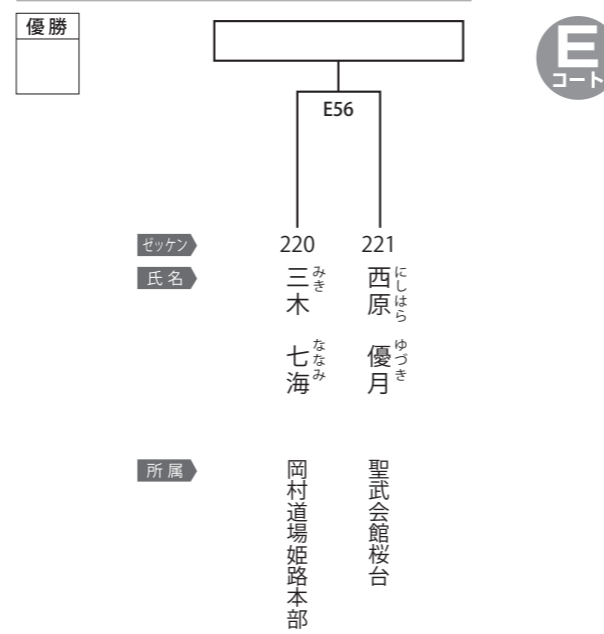 優勝
E
コート
E56
ゼッケン
220
221
氏名
三木 七海
みき ななみ
西原 優月
にしはら ゆづき
所属
岡村道場姫路本部
聖武会館桜台